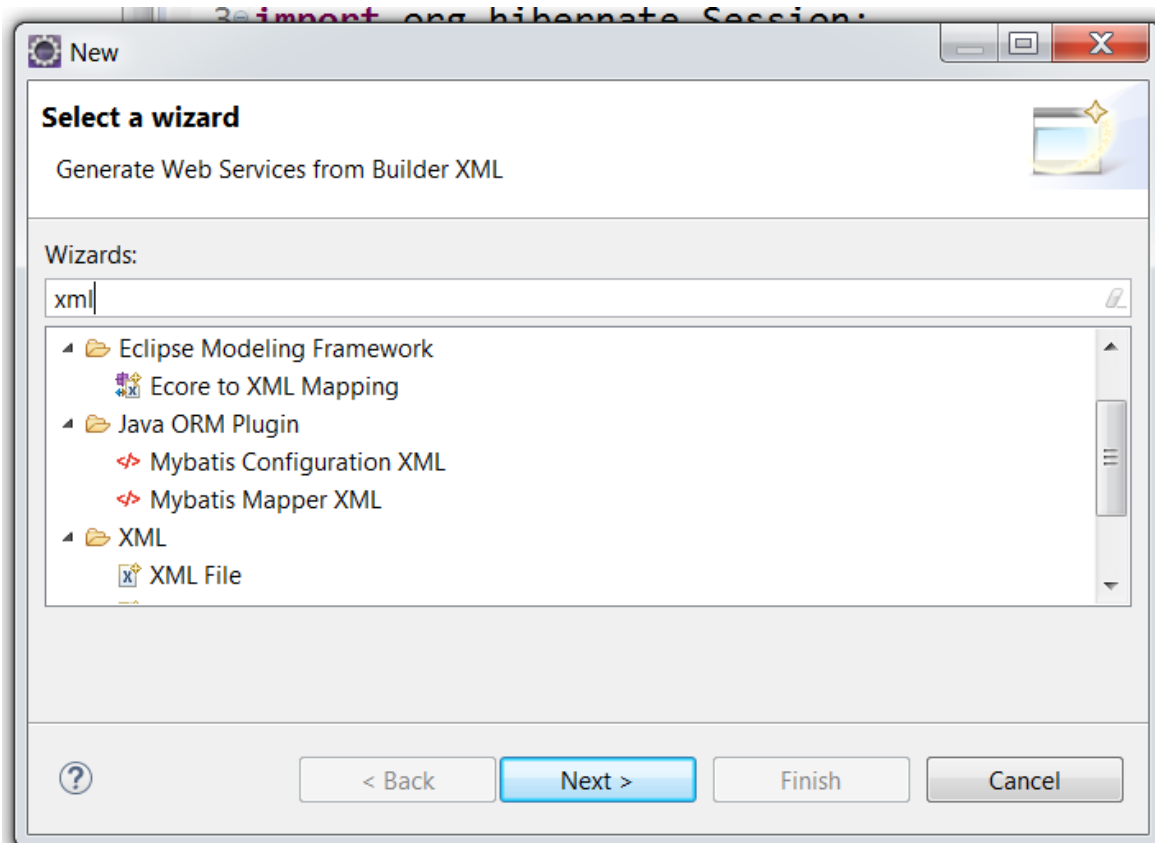 3 import org.hibernate.Session;
New
Select a wizard
Generate Web Services from Builder XML
Wizards:
xml
Eclipse Modeling Framework
Ecore to XML Mapping
Java ORM Plugin
Mybatis Configuration XML
Mybatis Mapper XML
XML
XML File
< Back
Next >
Finish
Cancel